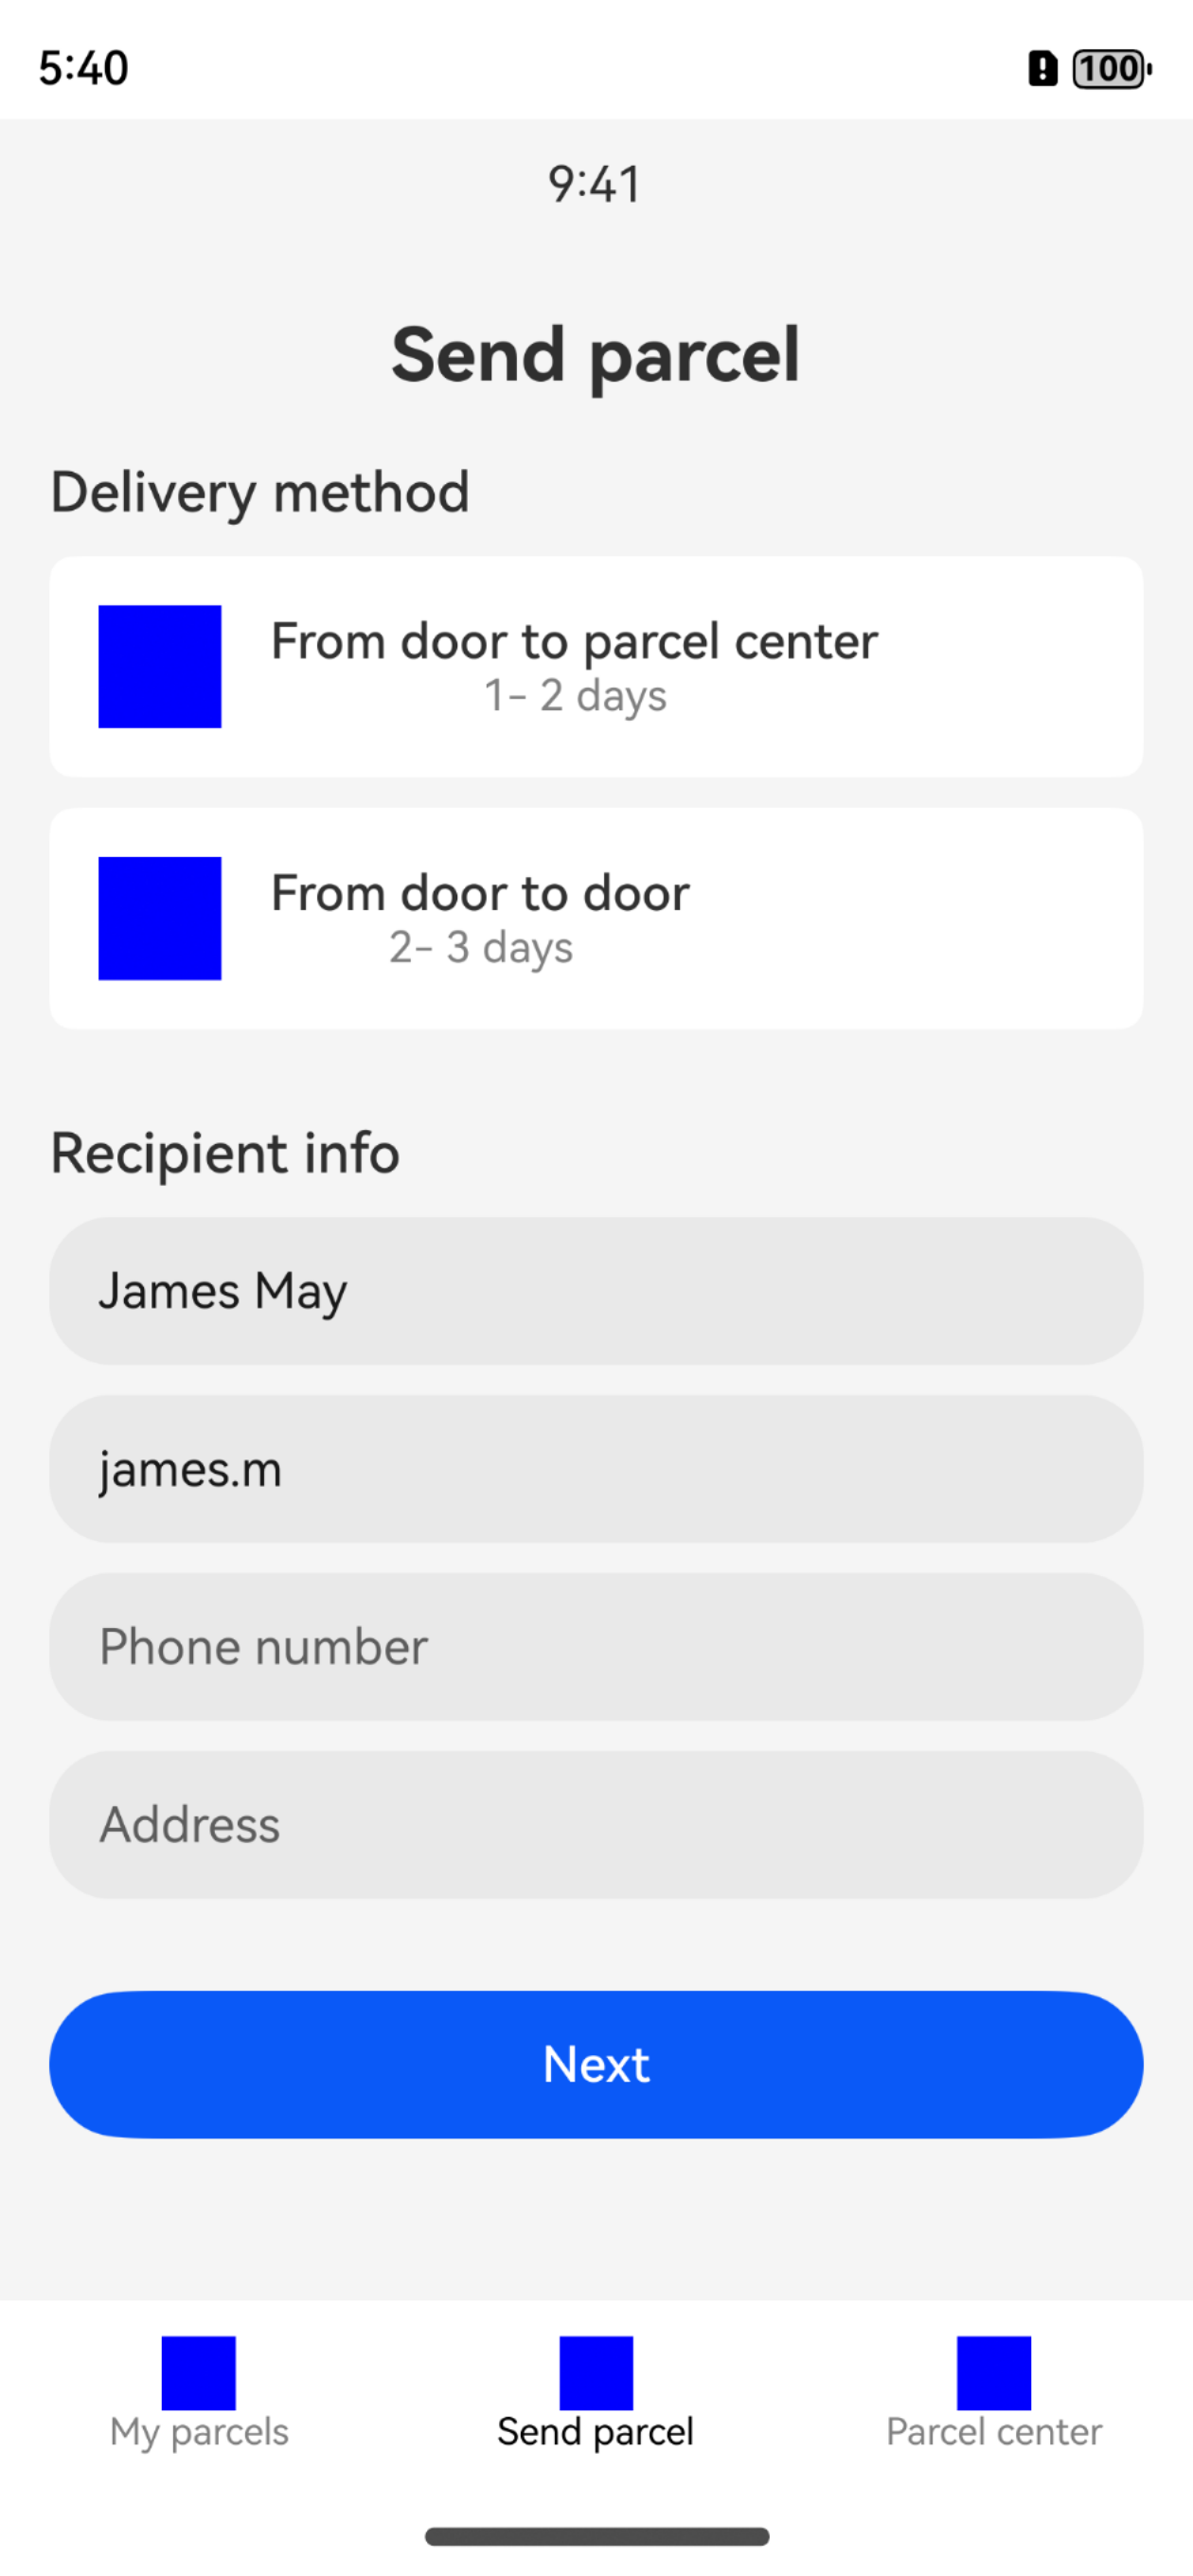 5:40
100
9:41
Send parcel
Delivery method
From door to parcel center
1- 2 days
From door to door
2- 3 days
Recipient info
James May
james.m
Phone number
Address
Next
My parcels
Send parcel
Parcel center